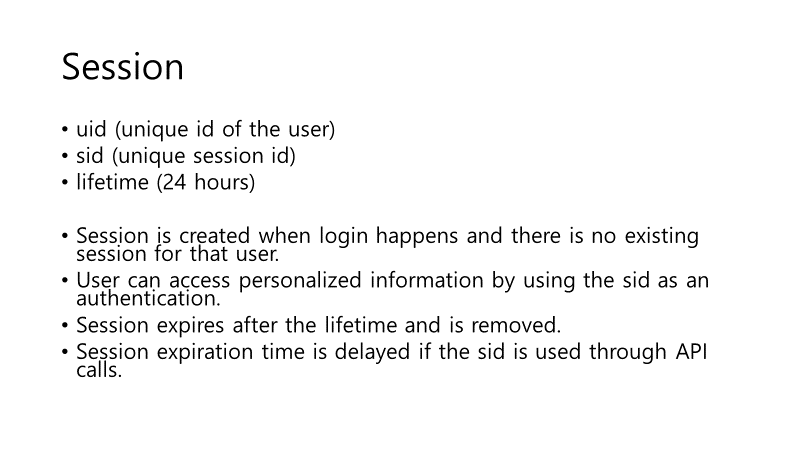 Session
• uid (unique id of the user)
• sid (unique session id)
• lifetime (24 hours)
• Session is created when login happens and there is no existing
session for that user.
• User can access personalized information by using the sid as an
authentication.
• Session expires after the lifetime and is removed.
• Session expiration time is delayed if the sid is used through API
calls.